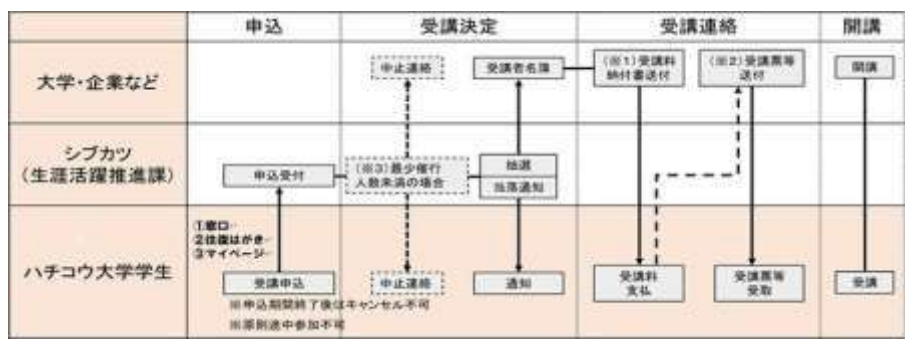 申込
受講決定
受講連絡
開講
大学・企業など
中止連絡
受講者名簿
(※1)受講料
納付書送付
(※2)受講票等
送付
開講
シブカツ
(生涯活躍推進課)
申込受付
(※3)最少催行
人数未満の場合
抽選
当落通知
ハチコウ大学学生
①窓口
②往復はがき
③マイページ
受講申込
中止連絡
通知
受講料
支払
受講票等
受取
受講
※申込期間終了後はキャンセル不可
※原則途中参加不可